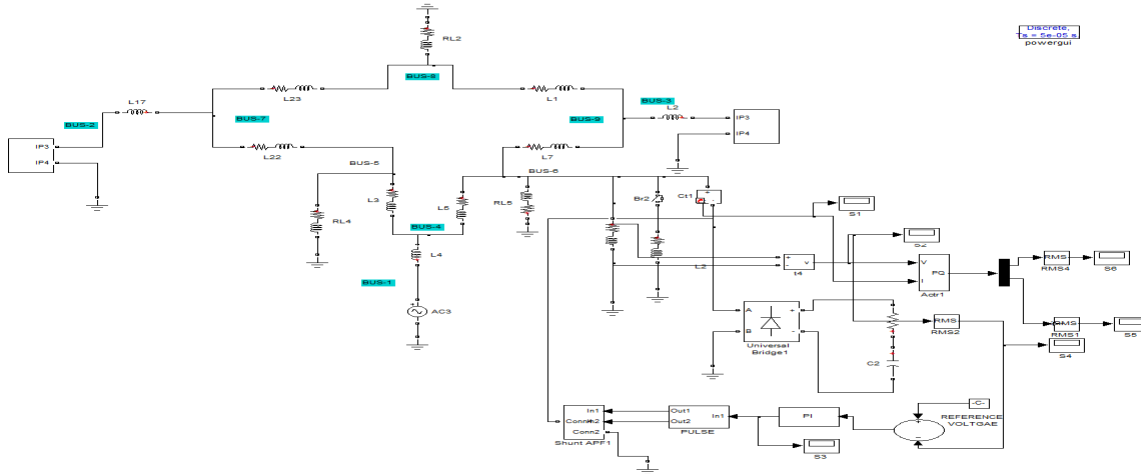 RL2
Discrete,
Ts = 5e-05 s
powergui
BUS-8
L23
L1
BUS-3
L17
L2
BUS-2
BUS-7
BUS-9
IP3
IP4
IP3
IP4
L22
L7
BUS-5
BUS-6
L3
L5
RL5
Br2
Ct1
+
-
S1
RL4
BUS-4
S2
L4
L2
+
-
v
t4
V
I
PQ
Actr1
RMS
RMS4
S6
BUS-1
AC3
A
B
+
-
Universal
Bridge1
RMS
RMS2
RMS
RMS1
S5
S4
C2
-C-
REFERENCE
VOLTGAE
In1
Conn2
Shunt APF1
Out1
Out2
In1
PULSE
PI
+
-
S3